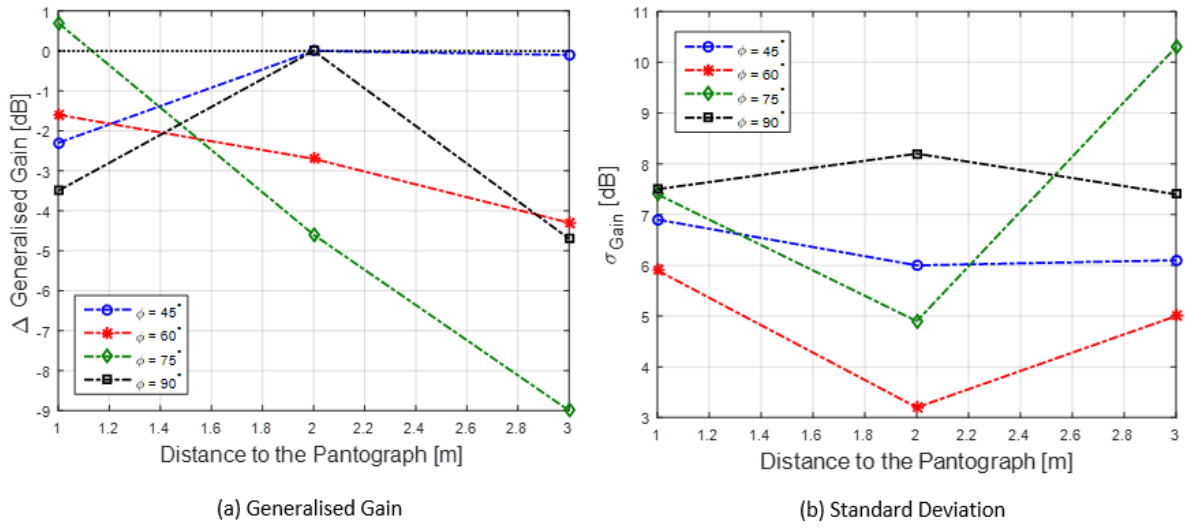 1
0
-1
-2
-3
-4
-5
-6
-7
-8
-9
Δ Generalised Gain [dB]
ϕ = 45°
ϕ = 60°
ϕ = 75°
ϕ = 90°
1 1.2 1.4 1.6 1.8 2 2.2 2.4 2.6 2.8 3
Distance to the Pantograph [m]
(a) Generalised Gain
11
10
9
8
7
6
5
4
3
σGain [dB]
ϕ = 45°
ϕ = 60°
ϕ = 75°
ϕ = 90°
1 1.2 1.4 1.6 1.8 2 2.2 2.4 2.6 2.8 3
Distance to the Pantograph [m]
(b) Standard Deviation